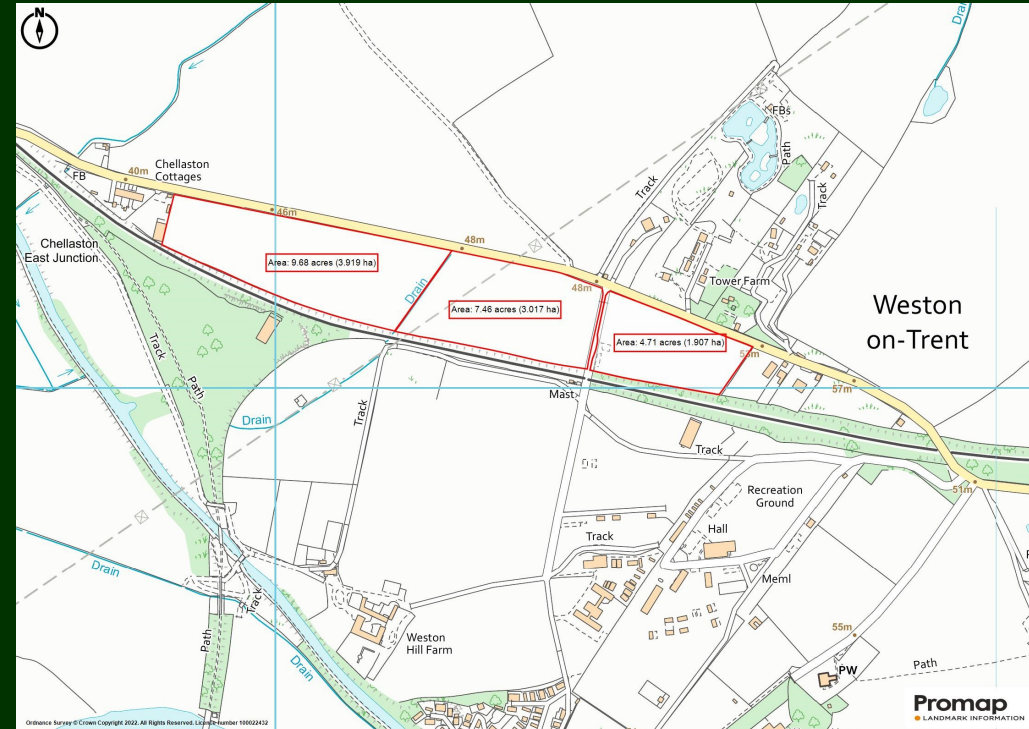 N
Drain
FBs
Path
Track
Track
40m
Chellaston
Cottages
FB
46m
48m
Chellaston
East Junction
Area: 9.68 acres (3.919 ha)
48m
Tower Farm
Drain
Area: 7.46 acres (3.017 ha)
Weston
on-Trent
Area: 4.71 acres (1.907 ha)
Track
53m
57m
Path
Mast
Track
Drain
Track
51m
Recreation
Ground
Hall
Track
Meml
Drain
Track
Path
Weston
Hill Farm
55m
Path
PW
Drain
Promap
LANDMARK INFORMATION
Ordnance Survey © Crown Copyright 2022. All Rights Reserved. Licence number 100022432